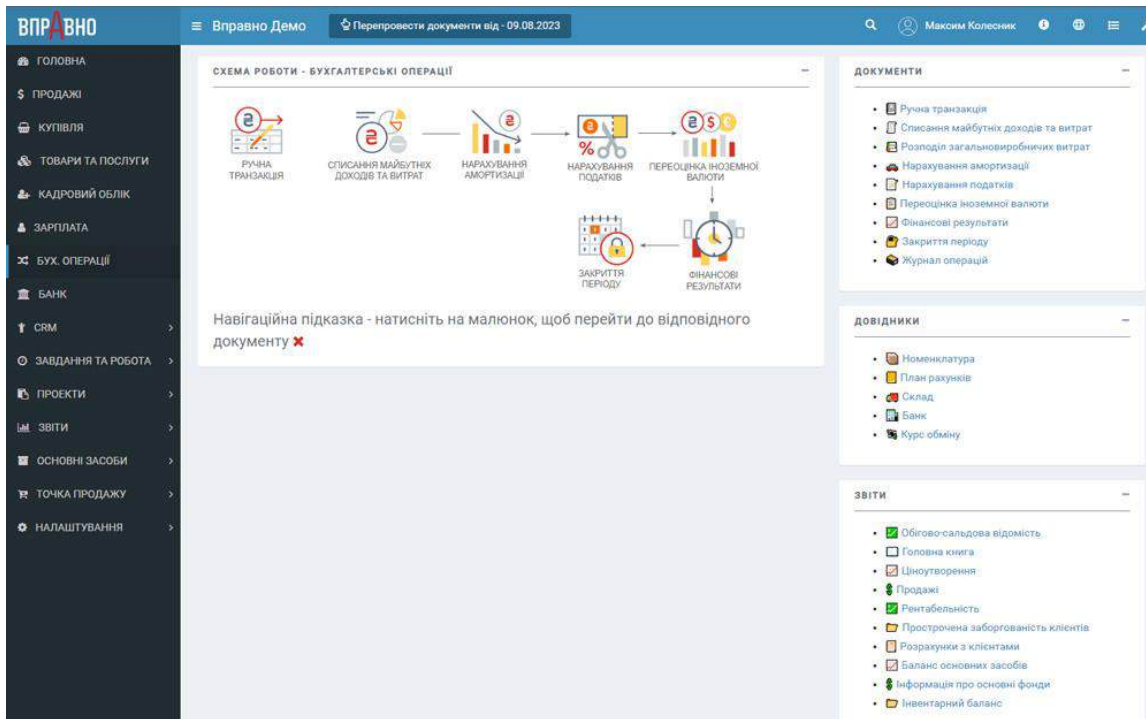 ВПРАВНО
Вправно Демо
Перепровести документи від - 09.08.2023
Максим Колесник
ГОЛОВНА
ПРОДАЖІ
КУПІВЛЯ
ТОВАРИ ТА ПОСЛУГИ
КАДРОВИЙ ОБЛІК
ЗАРПЛАТА
БУХ. ОПЕРАЦІЇ
БАНК
CRM
ЗАВДАННЯ ТА РОБОТА
ПРОЕКТИ
ЗВІТИ
ОСНОВНІ ЗАСОБИ
ТОЧКА ПРОДАЖУ
НАЛАШТУВАННЯ
СХЕМА РОБОТИ - БУХГАЛТЕРСЬКІ ОПЕРАЦІЇ
РУЧНА
ТРАНЗАКЦІЯ
СПИСАННЯ МАЙБУТНІХ
ДОХОДІВ ТА ВИТРАТ
НАРАХУВАННЯ
АМОРТИЗАЦІЇ
НАРАХУВАННЯ
ПОДАТКІВ
ПЕРЕОЦІНКА ІНОЗЕМНОЇ
ВАЛЮТИ
ЗАКРИТТЯ
ПЕРІОДУ
ФІНАНСОВІ
РЕЗУЛЬТАТИ
Навігаційна підказка - натисніть на малюнок, щоб перейти до відповідного
документу
ДОКУМЕНТИ
Ручна транзакція
Списання майбутніх доходів та витрат
Розподіл загальновиробничих витрат
Нарахування амортизації
Нарахування податків
Переоцінка іноземної валюти
Фінансові результати
Закриття періоду
Журнал операцій
ДОВІДНИКИ
Номенклатура
План рахунків
Склад
Банк
Курс обміну
ЗВІТИ
Обігово-сальдова відомість
Головна книга
Ціноутворення
Продажі
Рентабельність
Прострочена заборгованість клієнтів
Розрахунки з клієнтами
Баланс основних засобів
Інформація про основні фонди
Інвентарний баланс